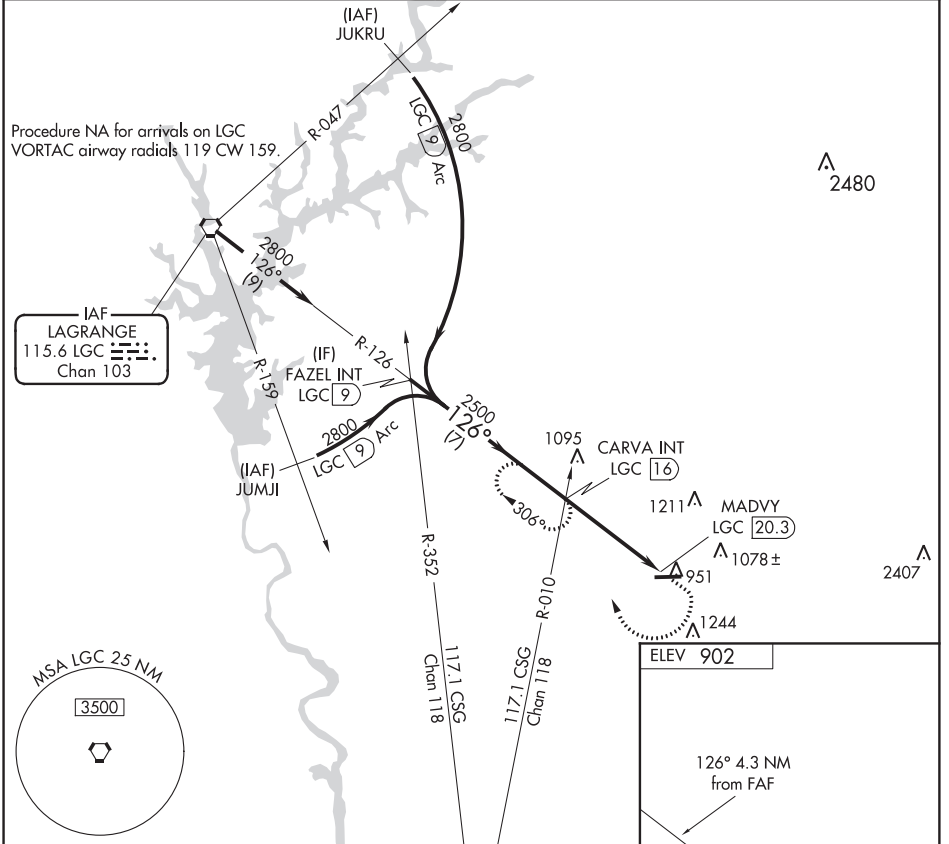 (IAF)
JUKRU
Procedure NA for arrivals on LGC
VORTAC airway radials 119 CW 159.
R-047
LGC 9 Arc
2800
2480
2800
126°
(9)
IAF
LAGRANGE
115.6 LGC
Chan 103
R-159
R-126
(IF)
FAZEL INT
LGC 9
2800
LGC 9 Arc
(IAF)
JUMJI
2500
126°
(7)
1095
CARVA INT
LGC 16
306°
1211
MADVY
LGC 20.3
1078±
951
2407
1244
R-352
R-010
117.1 CSG
Chan 118
117.1 CSG
Chan 118
MSA LGC 25 NM
3500
ELEV 902
126° 4.3 NM
from FAF